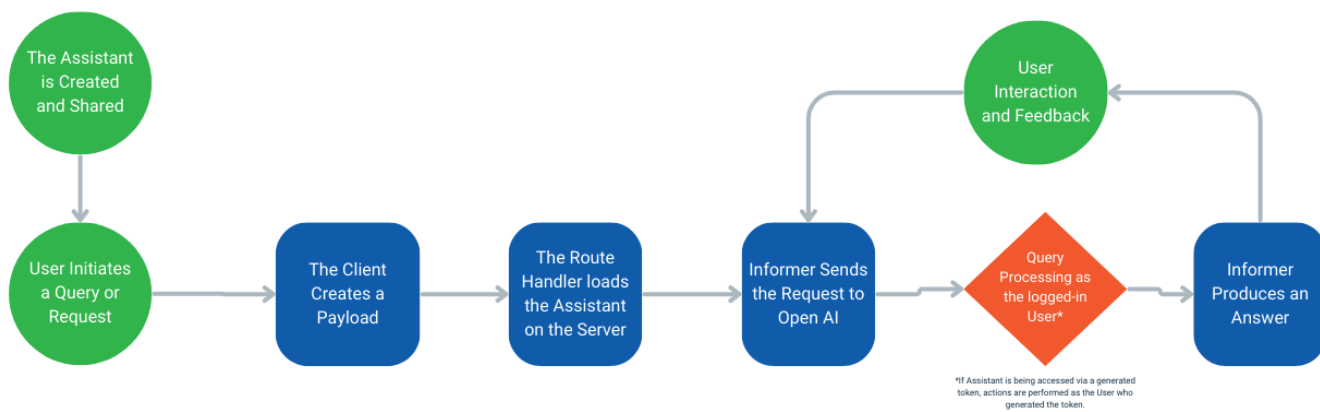 The Assistant
is Created
and Shared
User Initiates
a Query or
Request
The Client
Creates a
Payload
The Route
Handler loads
the Assistant
on the Server
Informer Sends
the Request to
Open AI
User
Interaction
and Feedback
Query
Processing as
the logged-in
User*
*If Assistant is being accessed via a generated
token, actions are performed as the User who
generated the token.
Informer
Produces an
Answer